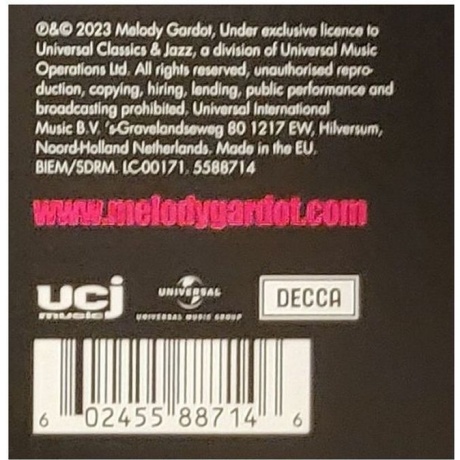 ℗&© 2023 Melody Gardot, Under exclusive licence to
Universal Classics & Jazz, a division of Universal Music
Operations Ltd. All rights reserved, unauthorised repro-
duction, copying, hiring, lending, public performance and
broadcasting prohibited. Universal International
Music B.V. 's-Gravelandseweg 80 1217 EW, Hilversum,
Noord-Holland Netherlands. Made in the EU.
BIEM/SDRM. LC-00171. 5588714
www.melodygardot.com
ucj
music
UNIVERSAL
UNIVERSAL MUSIC GROUP
DECCA
6 02455 88714 6